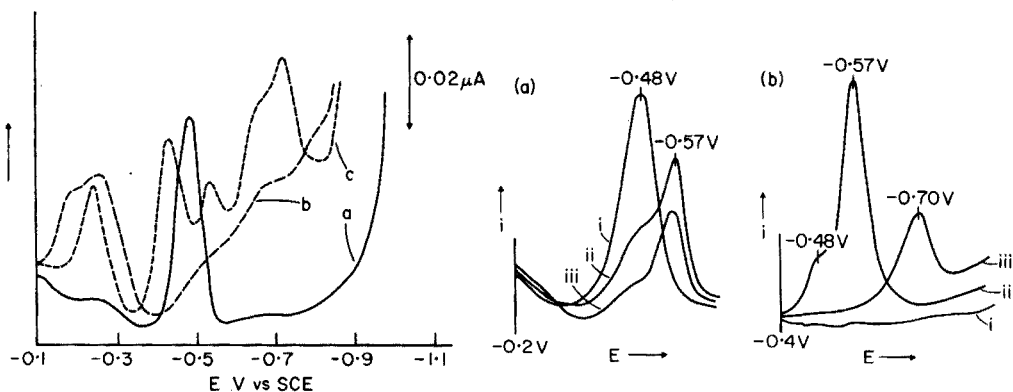 0·02μA
c
b
a
-0·1
-0·3
-0·5
-0·7
-0·9
-1·1
E V vs SCE
(a)
-0·48V
-0·57V
i
i
ii
iii
-0·2V
E
(b)
-0·57V
-0·70V
-0·48V
i
iii
ii
i
-0·4V
E